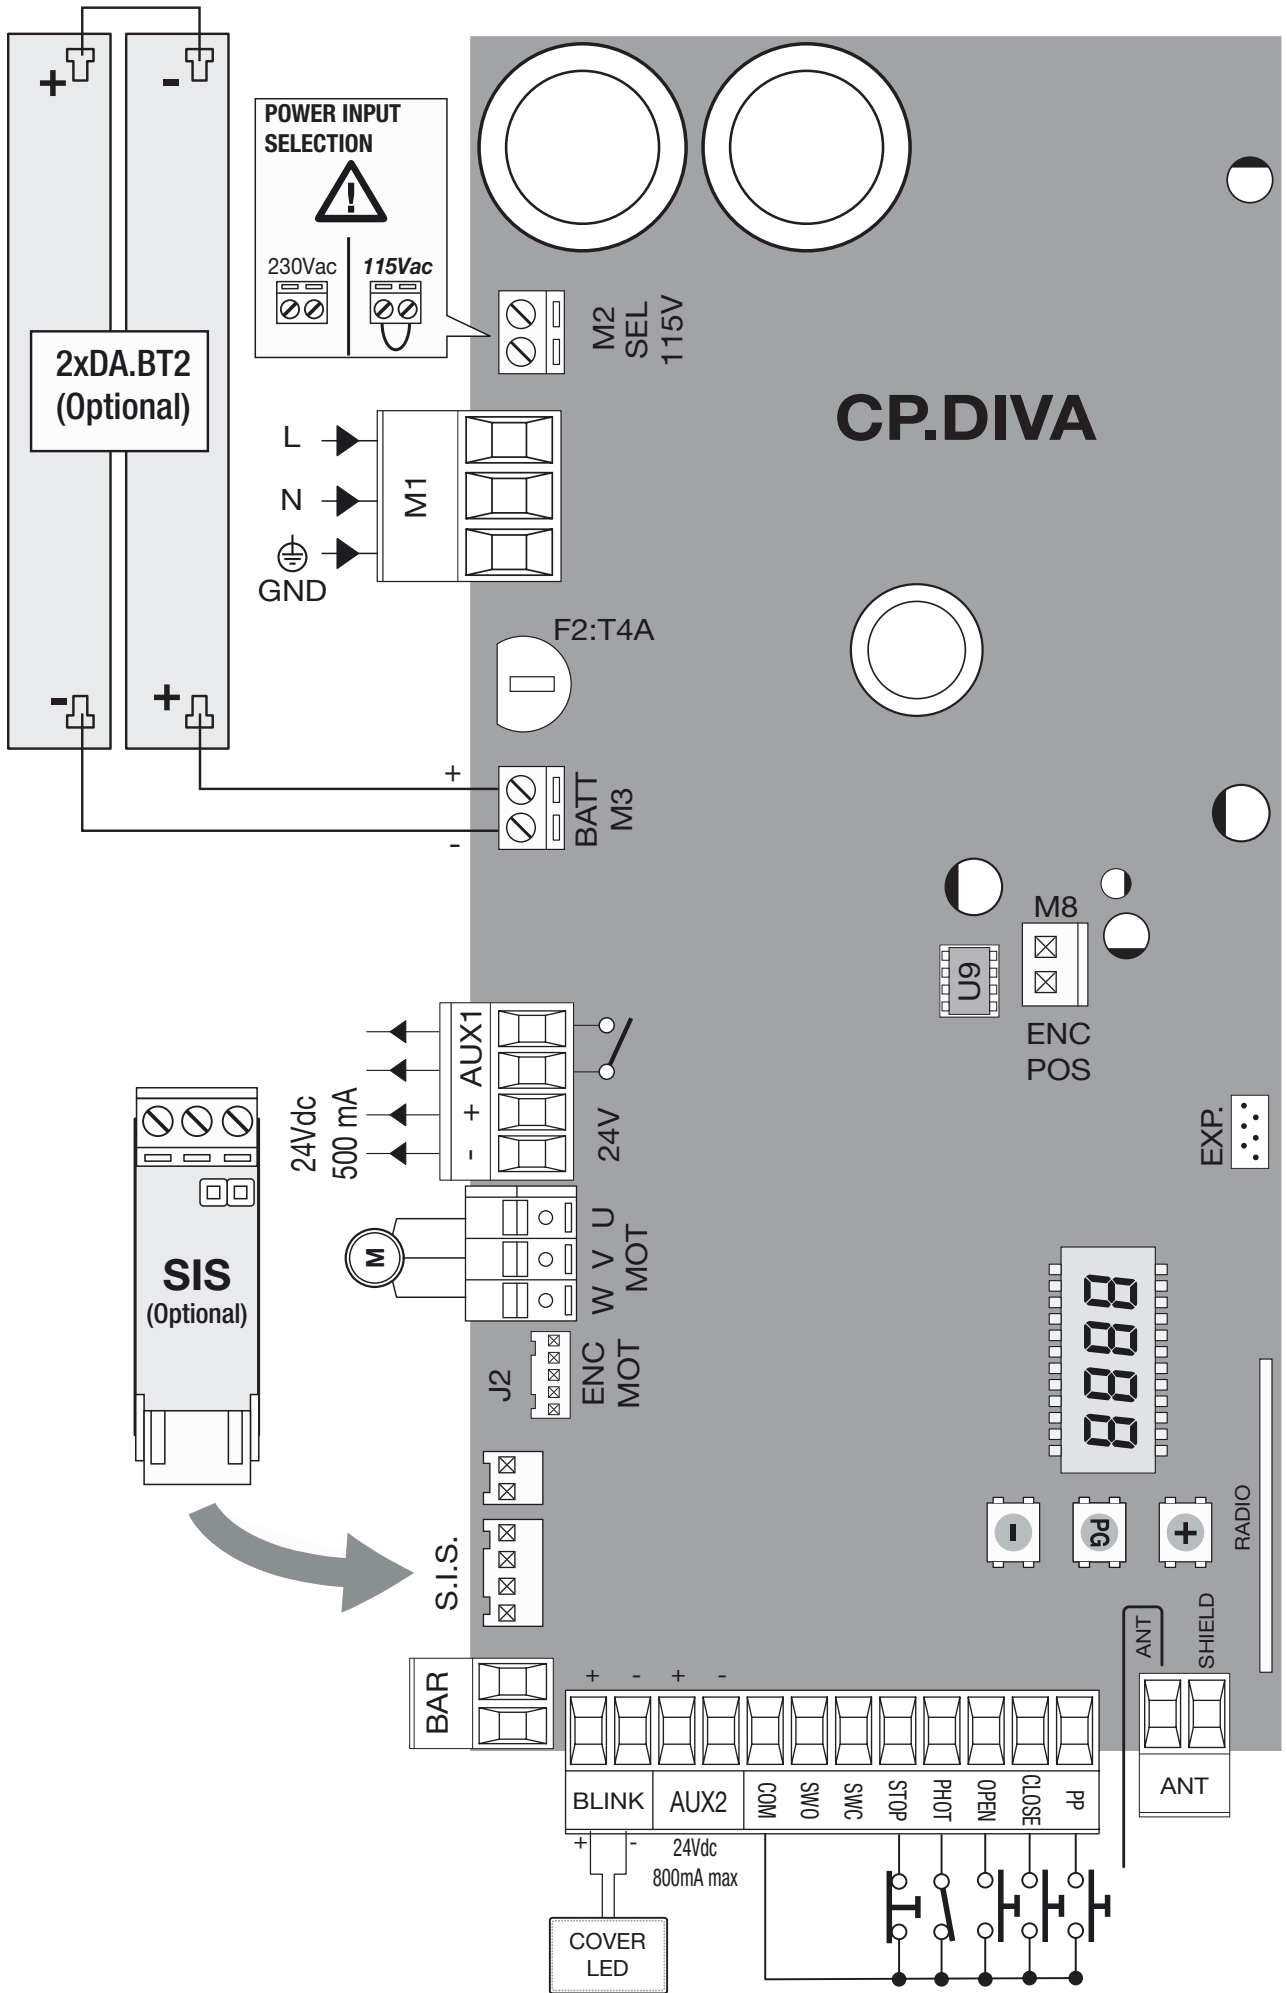 +
-
POWER INPUT
SELECTION
!
230Vac
115Vac
M2
SEL
115V
2xDA.BT2
(Optional)
CP.DIVA
L
N
GND
M1
F2:T4A
-
+
+
-
BATT
M3
M8
U9
ENC
POS
AUX1
+
-
24V
24Vdc
500 mA
EXP.
M
W V U
MOT
SIS
(Optional)
J2
ENC
MOT
8888
-
PG
+
RADIO
S.I.S.
ANT
SHIELD
BAR
+ - + -
BLINK
AUX2
COM
SWO
SWC
STOP
PHOT
OPEN
CLOSE
PP
ANT
+ -
24Vdc
800mA max
COVER
LED